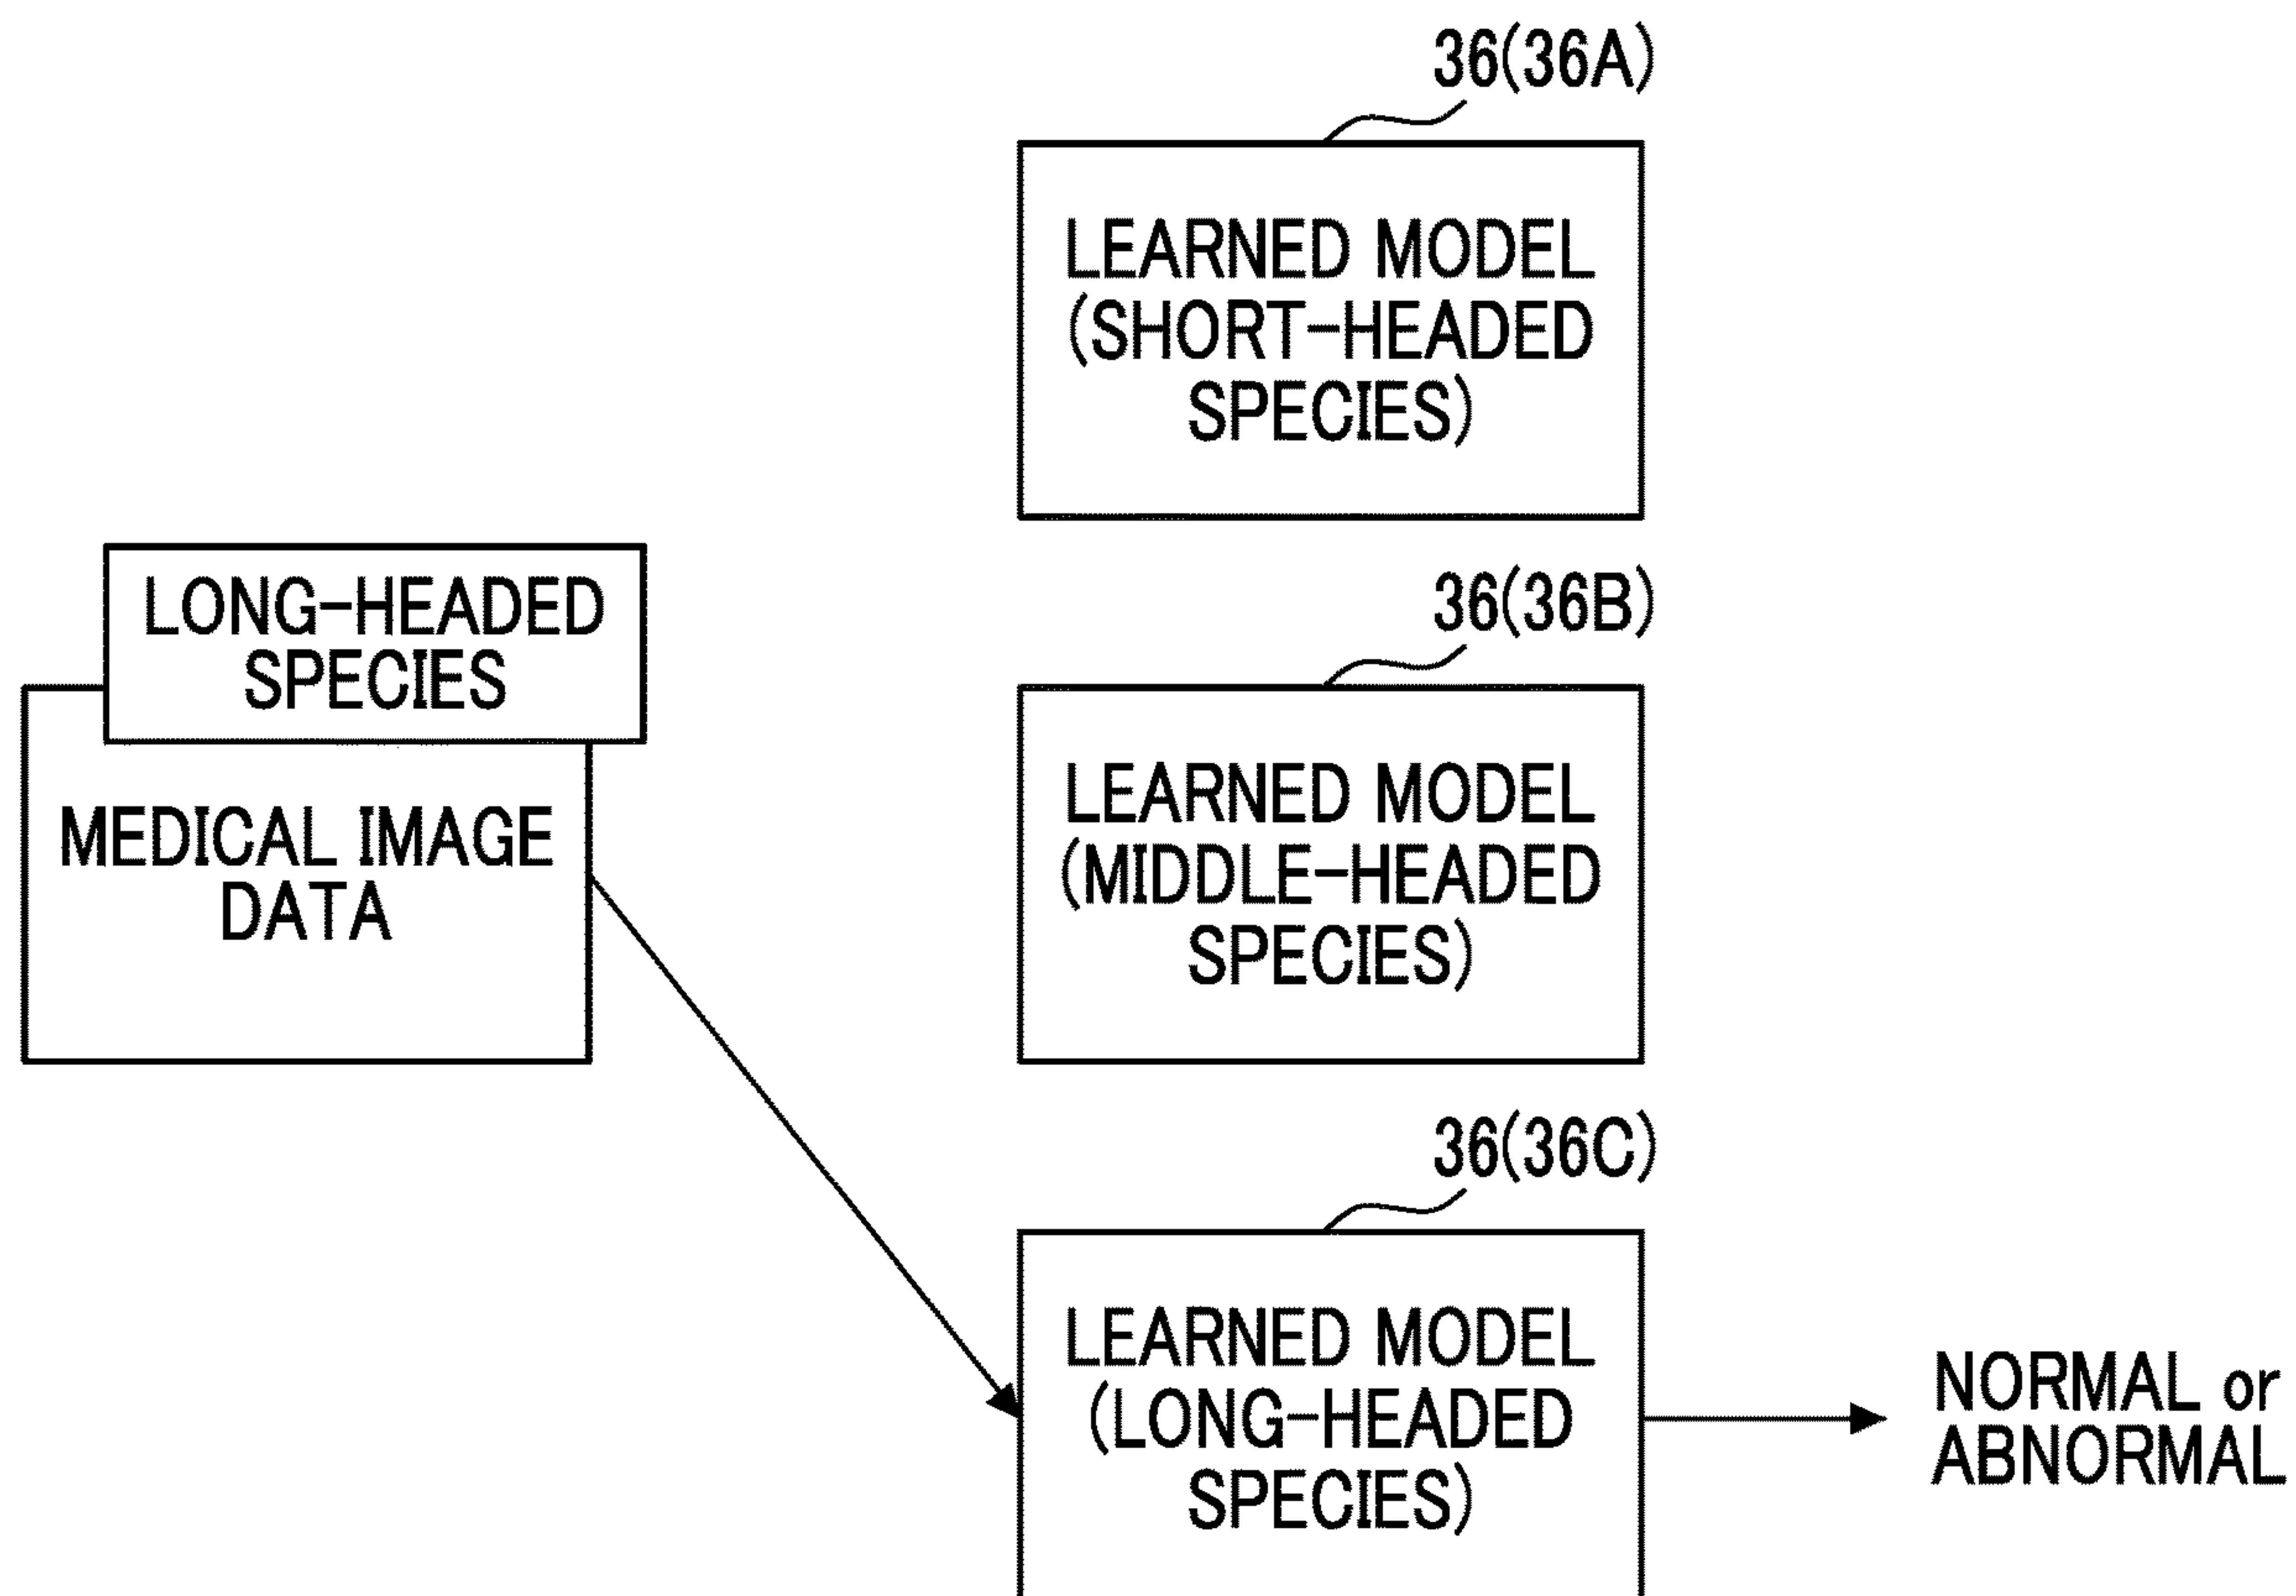 36(36A)
LEARNED MODEL
(SHORT-HEADED
SPECIES)
LONG-HEADED
SPECIES
MEDICAL IMAGE
DATA
36(36B)
LEARNED MODEL
(MIDDLE-HEADED
SPECIES)
36(36C)
LEARNED MODEL
(LONG-HEADED
SPECIES)
NORMAL or
ABNORMAL